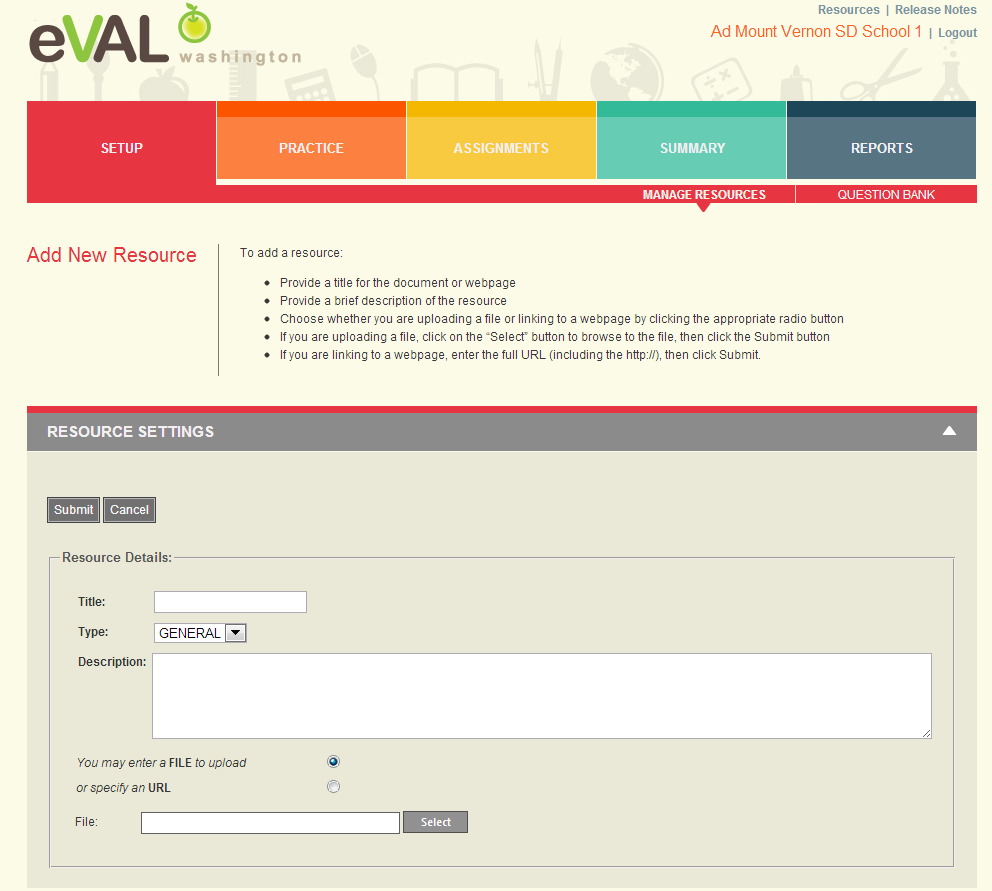 Resources | Release Notes
eVAL
washington
Ad Mount Vernon SD School 1 | Logout
SETUP
PRACTICE
ASSIGNMENTS
SUMMARY
REPORTS
MANAGE RESOURCES
QUESTION BANK
Add New Resource
To add a resource:
• Provide a title for the document or webpage
• Provide a brief description of the resource
• Choose whether you are uploading a file or linking to a webpage by clicking the appropriate radio button
• If you are uploading a file, click on the “Select” button to browse to the file, then click the Submit button
• If you are linking to a webpage, enter the full URL (including the http://), then click Submit.
RESOURCE SETTINGS
Submit Cancel
Resource Details:
Title:
Type: GENERAL
Description:
You may enter a FILE to upload
or specify an URL
File: Select